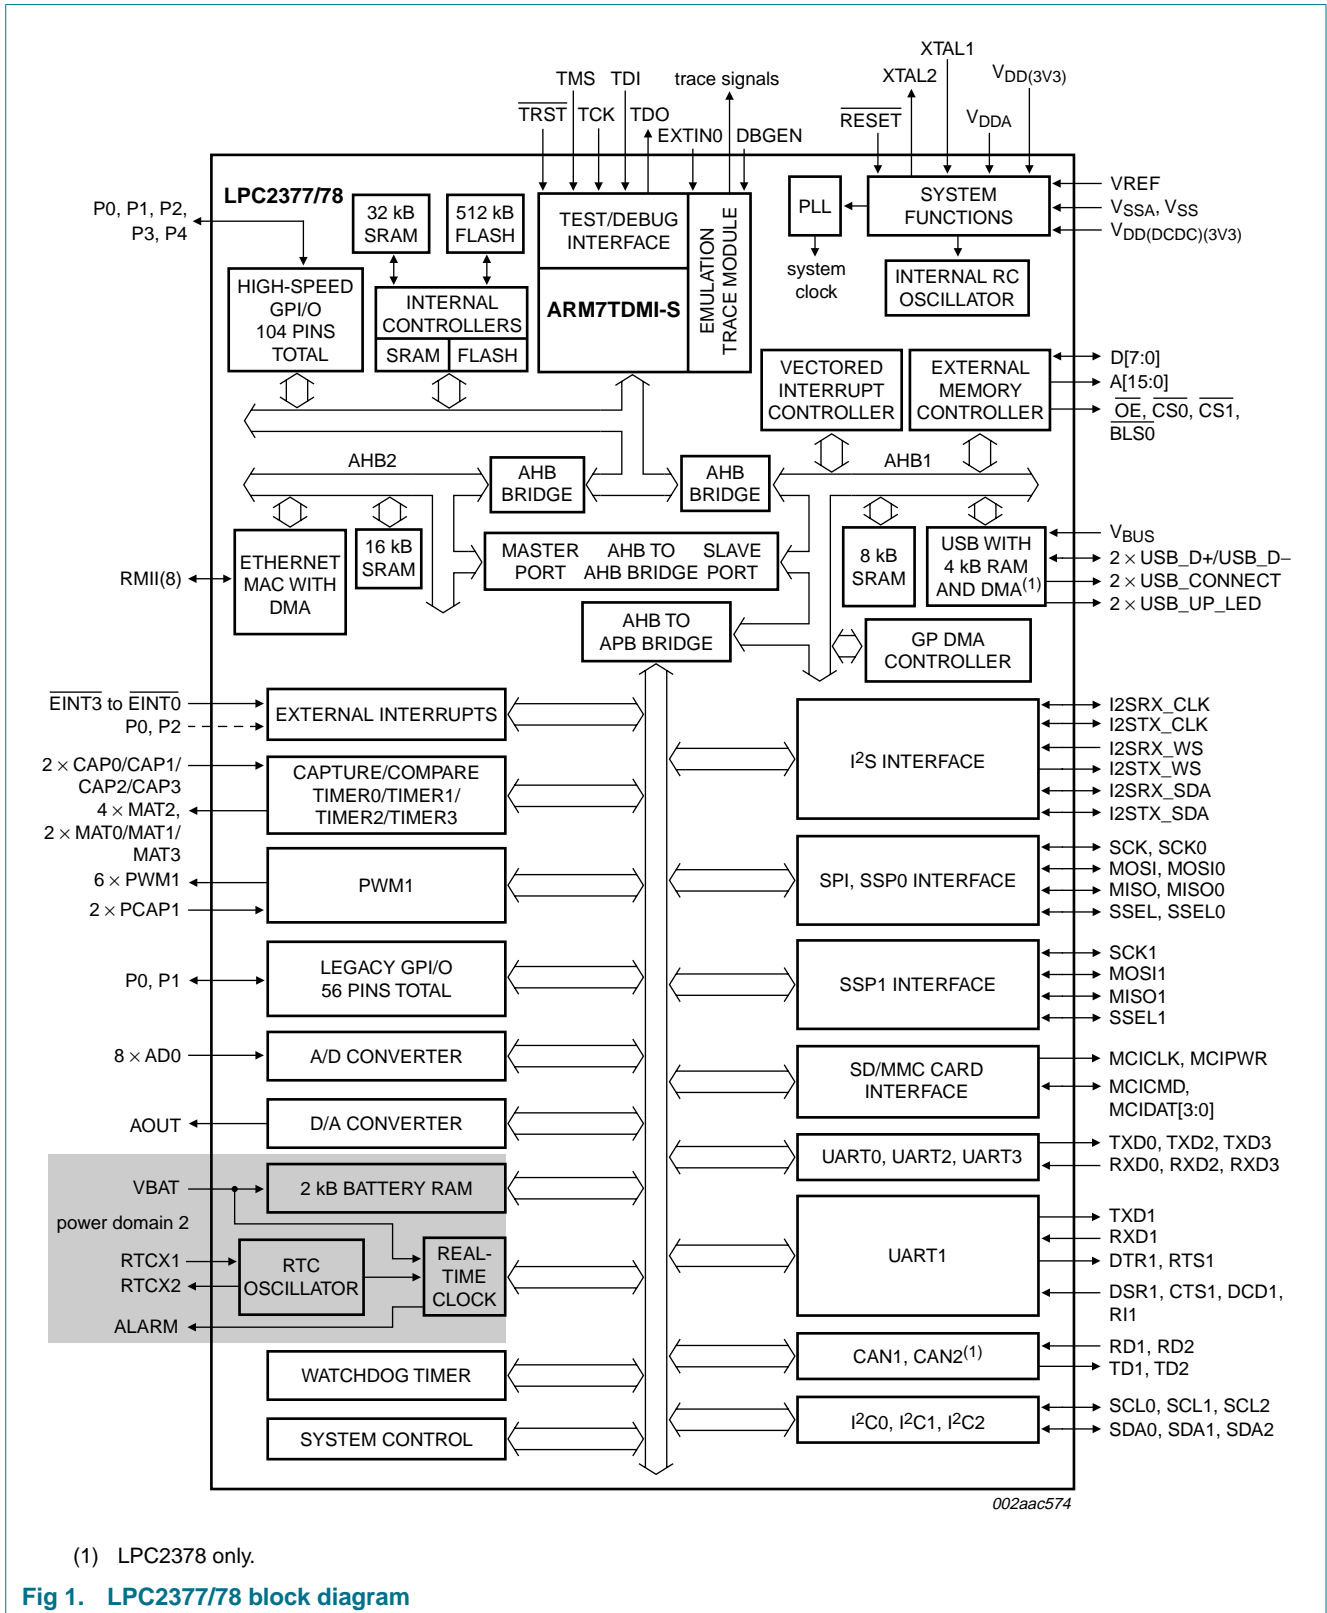 XTAL1
XTAL2
VDD(3V3)
TMS TDI trace signals
TRST TCK TDO
EXTIN0 DBGEN
RESET
VDDA
LPC2377/78
P0, P1, P2,
P3, P4
32 kB
SRAM
512 kB
FLASH
TEST/DEBUG
INTERFACE
EMULATION
TRACE MODULE
PLL
SYSTEM
FUNCTIONS
VREF
VSSA, VSS
VDD(DCDC)(3V3)
system
clock
INTERNAL RC
OSCILLATOR
HIGH-SPEED
GPI/O
104 PINS
TOTAL
INTERNAL
CONTROLLERS
SRAM FLASH
ARM7TDMI-S
VECTORED
INTERRUPT
CONTROLLER
EXTERNAL
MEMORY
CONTROLLER
D[7:0]
A[15:0]
OE, CS0, CS1,
BLS0
AHB2
AHB
BRIDGE
AHB
BRIDGE
AHB1
ETHERNET
MAC WITH
DMA
RMII(8)
16 kB
SRAM
MASTER AHB TO SLAVE
PORT AHB BRIDGE PORT
8 kB
SRAM
USB WITH
4 kB RAM
AND DMA(1)
VBUS
2 × USB_D+/USB_D−
2 × USB_CONNECT
2 × USB_UP_LED
AHB TO
APB BRIDGE
GP DMA
CONTROLLER
EINT3 to EINT0
P0, P2
EXTERNAL INTERRUPTS
2 × CAP0/CAP1/
CAP2/CAP3
4 × MAT2,
2 × MAT0/MAT1/
MAT3
CAPTURE/COMPARE
TIMER0/TIMER1/
TIMER2/TIMER3
6 × PWM1
2 × PCAP1
PWM1
P0, P1
LEGACY GPI/O
56 PINS TOTAL
8 × AD0
A/D CONVERTER
AOUT
D/A CONVERTER
VBAT
2 kB BATTERY RAM
power domain 2
RTCX1
RTCX2
RTC
OSCILLATOR
REAL-
TIME
CLOCK
ALARM
WATCHDOG TIMER
SYSTEM CONTROL
I2S INTERFACE
I2SRX_CLK
I2STX_CLK
I2SRX_WS
I2STX_WS
I2SRX_SDA
I2STX_SDA
SPI, SSP0 INTERFACE
SCK, SCK0
MOSI, MOSI0
MISO, MISO0
SSEL, SSEL0
SSP1 INTERFACE
SCK1
MOSI1
MISO1
SSEL1
SD/MMC CARD
INTERFACE
MCICLK, MCIPWR
MCICMD,
MCIDAT[3:0]
UART0, UART2, UART3
TXD0, TXD2, TXD3
RXD0, RXD2, RXD3
UART1
TXD1
RXD1
DTR1, RTS1
DSR1, CTS1, DCD1,
RI1
CAN1, CAN2(1)
RD1, RD2
TD1, TD2
I2C0, I2C1, I2C2
SCL0, SCL1, SCL2
SDA0, SDA1, SDA2
002aac574
(1) LPC2378 only.
Fig 1. LPC2377/78 block diagram